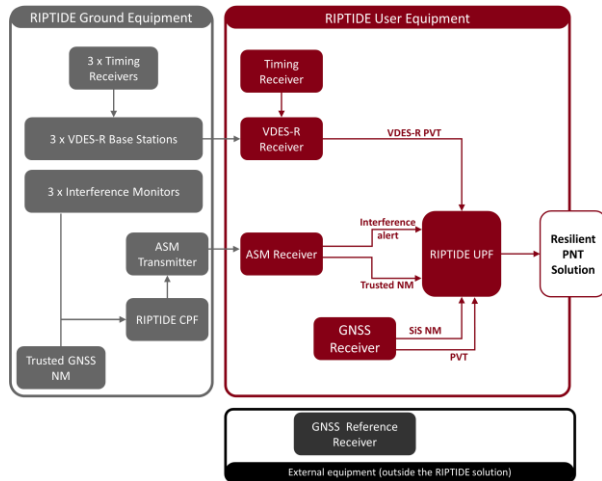 RIPTIDE Ground Equipment
3 x Timing
Receivers
3 x VDES-R Base Stations
3 x Interference Monitors
ASM
Transmitter
RIPTIDE CPF
Trusted GNSS
NM
RIPTIDE User Equipment
Timing
Receiver
VDES-R
Receiver
VDES-R PVT
ASM Receiver
Interference
alert
Trusted NM
RIPTIDE UPF
GNSS
Receiver
SiS NM
PVT
Resilient
PNT
Solution
GNSS Reference
Receiver
External equipment (outside the RIPTIDE solution)